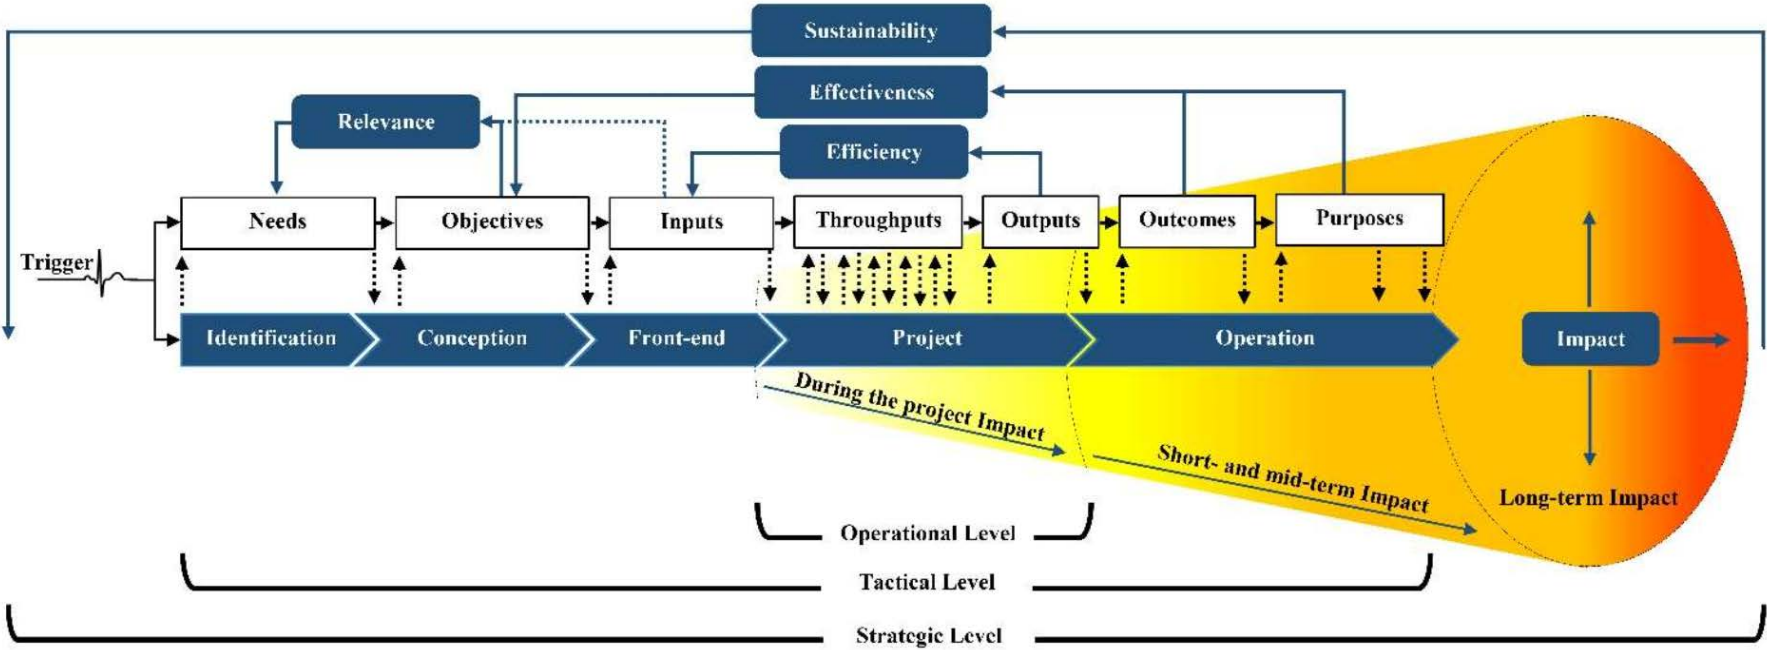 Sustainability
Effectiveness
Relevance
Efficiency
Needs
Objectives
Inputs
Throughputs
Outputs
Outcomes
Purposes
Trigger
Identification
Conception
Front-end
Project
Operation
Impact
During the project Impact
Short- and mid-term Impact
Long-term Impact
Operational Level
Tactical Level
Strategic Level